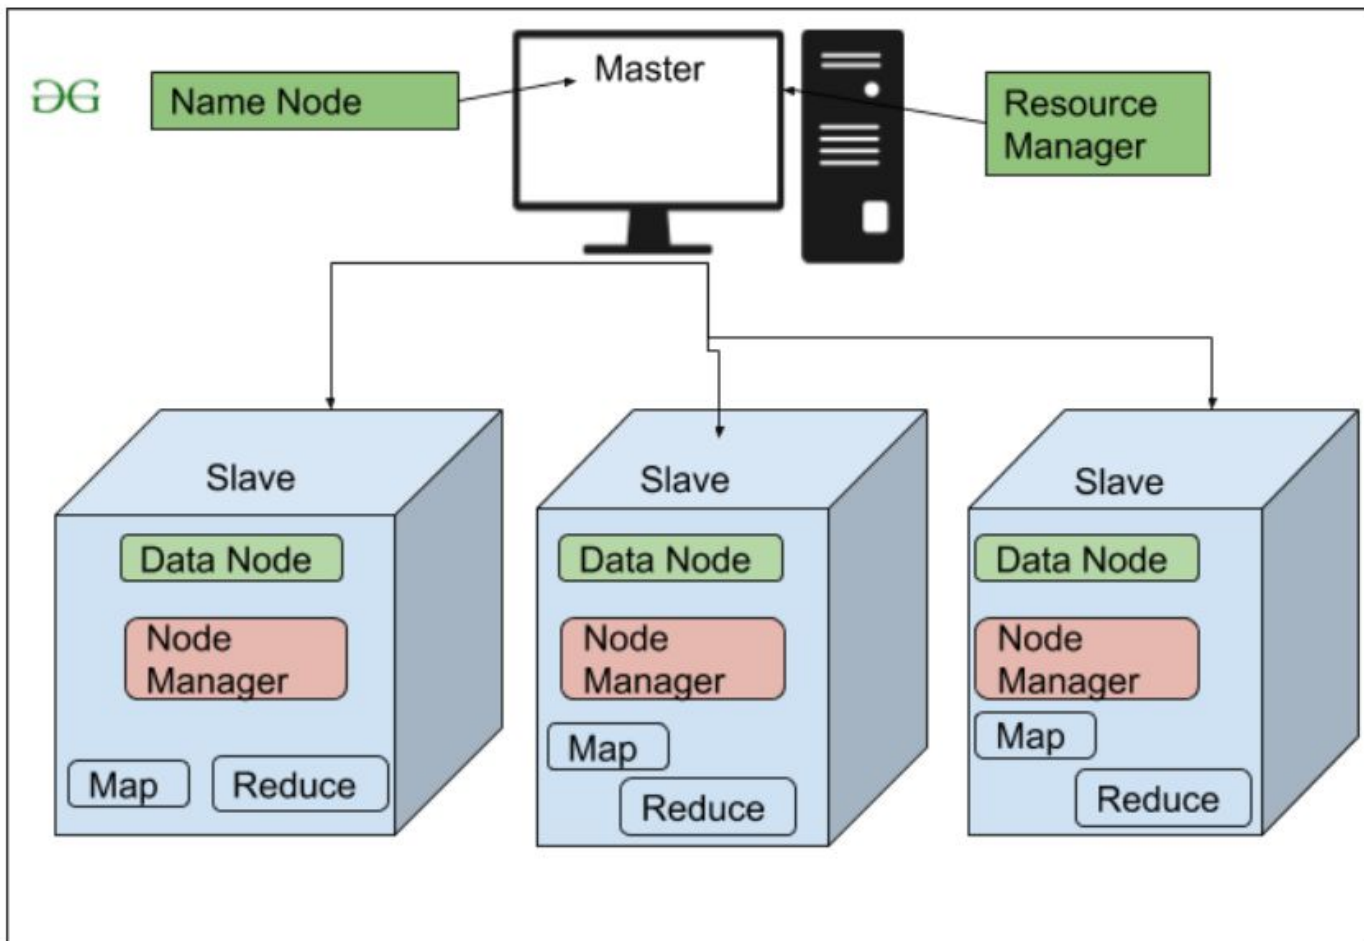 Name Node
Master
Resource
Manager
Slave
Data Node
Node
Manager
Map
Reduce
Slave
Data Node
Node
Manager
Map
Reduce
Slave
Data Node
Node
Manager
Map
Reduce